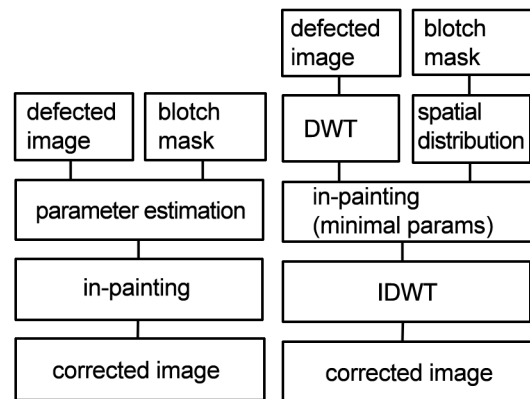 defected
image
blotch
mask
parameter estimation
in-painting
corrected image
defected
image
blotch
mask
DWT
spatial
distribution
in-painting
(minimal params)
IDWT
corrected image